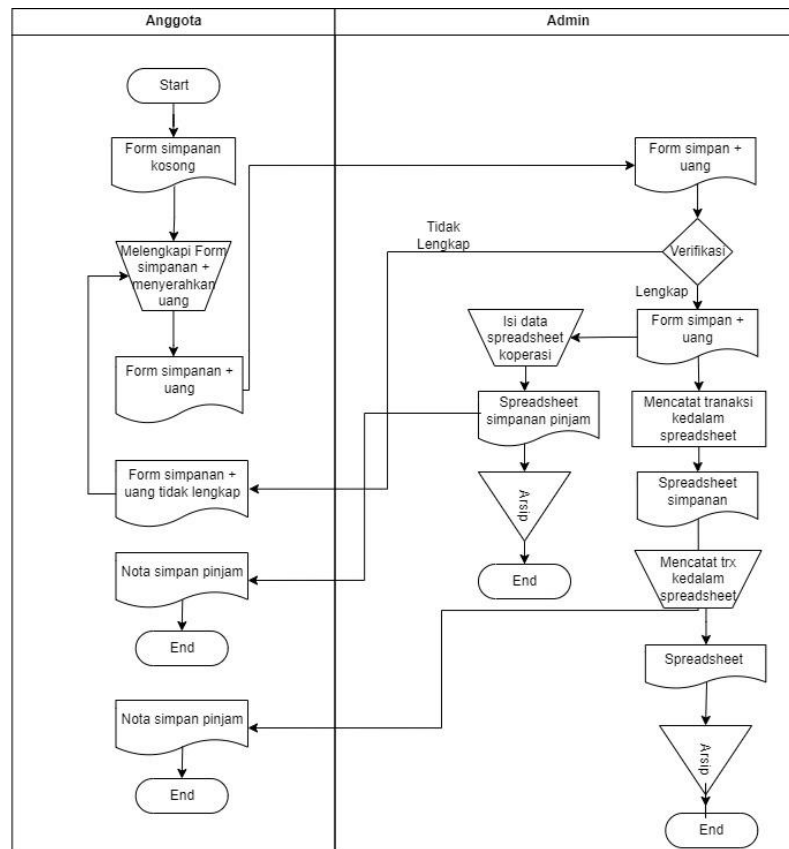 Anggota
Admin
Start
Form simpanan
kosong
Melengkapi Form
simpanan +
menyerahkan
uang
Form simpanan +
uang
Form simpanan +
uang tidak lengkap
Nota simpan pinjam
End
Nota simpan pinjam
End
Form simpan +
uang
Tidak
Lengkap
Verifikasi
Lengkap
Form simpan +
uang
Isi data
spreadsheet
koperasi
Spreadsheet
simpanan pinjam
Arsip
End
Mencatat tranaksi
kedalam
spreadsheet
Spreadsheet
simpanan
Mencatat trx
kedalam
spreadsheet
Spreadsheet
Arsip
End